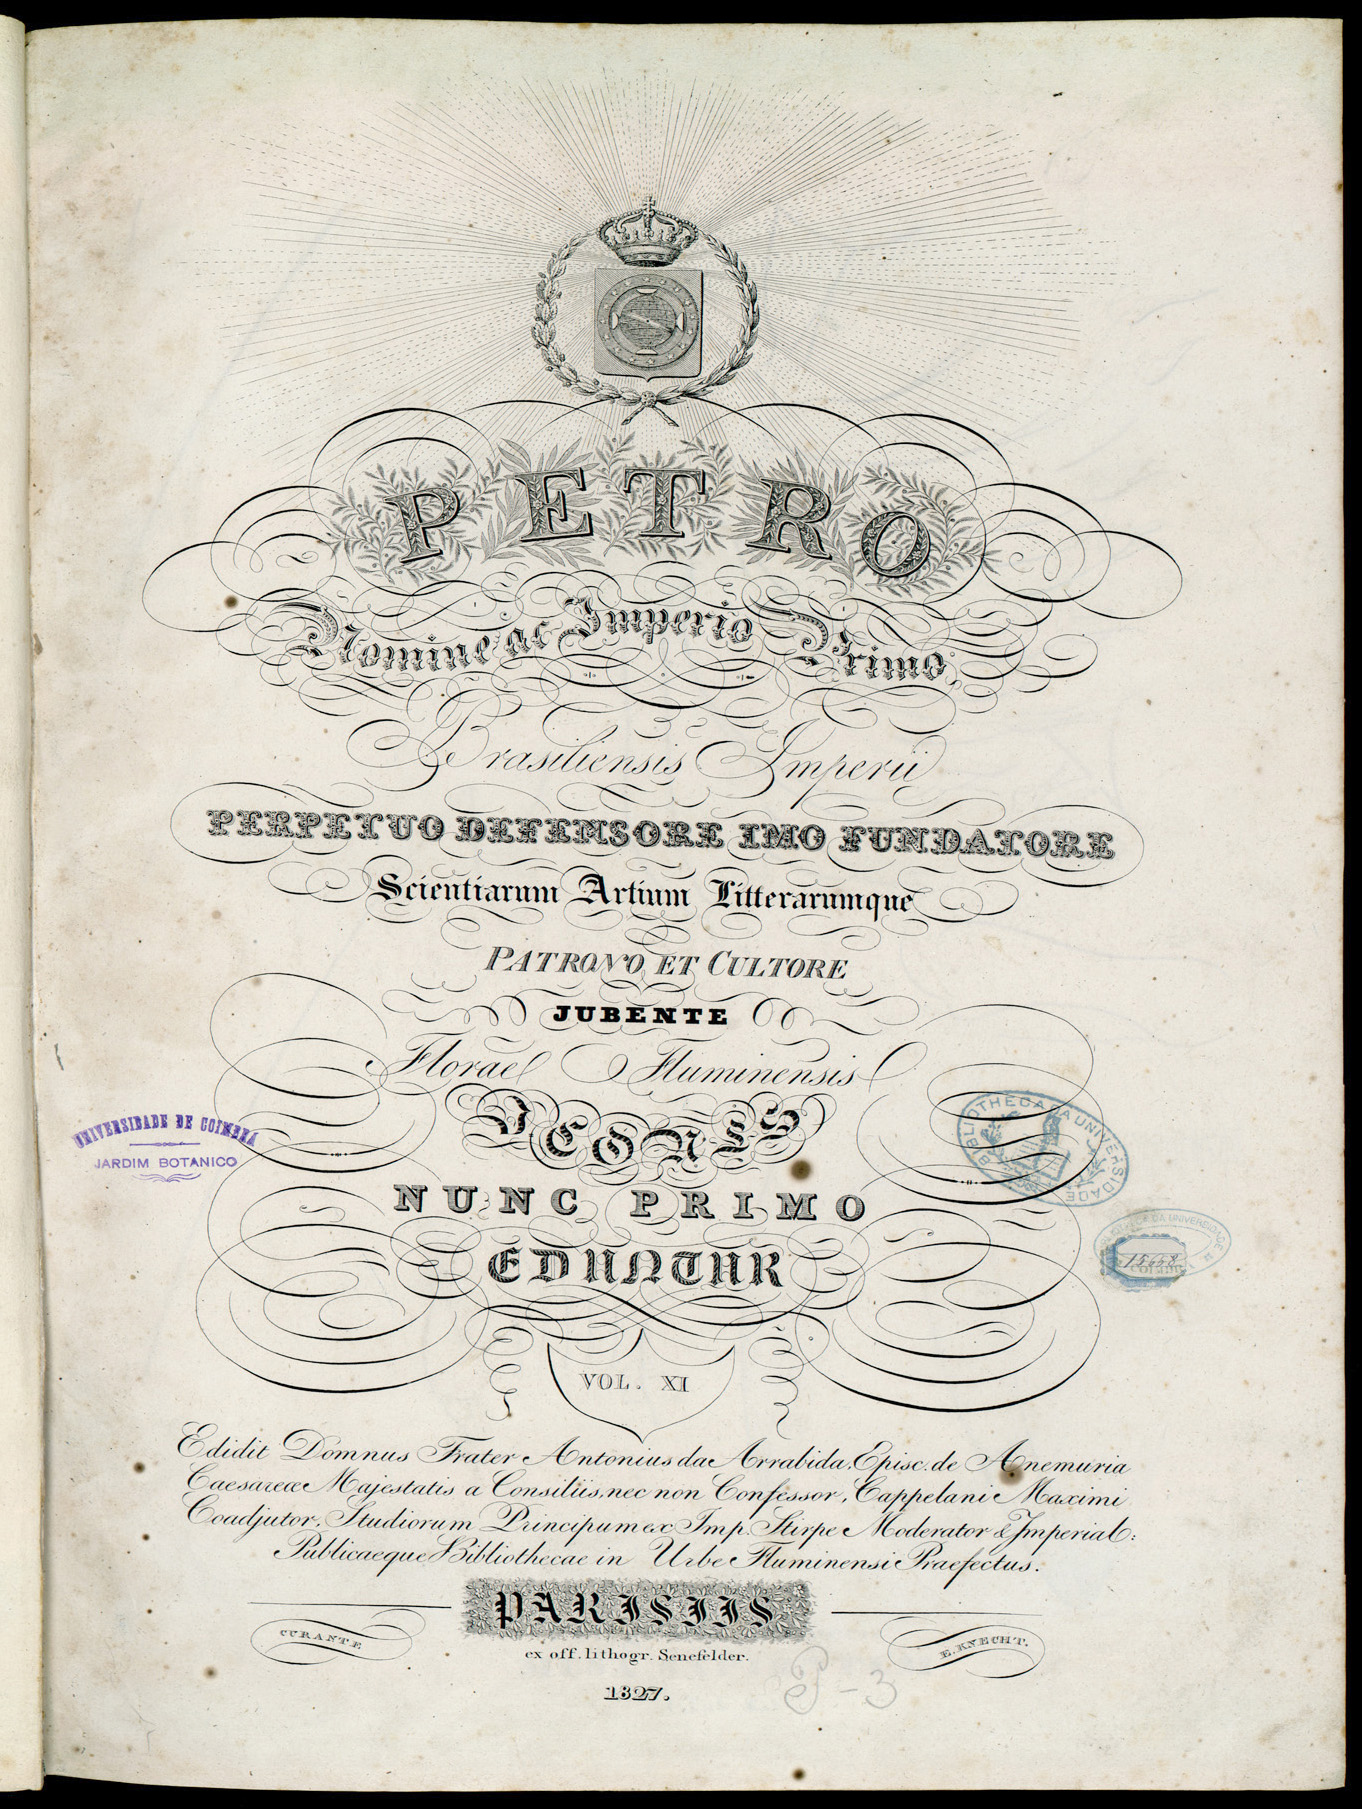 PETRO
Nomine ac Imperio Primo,
Brasiliensis Imperii
PERPETUO DEFENSORE IMO FUNDATORE
Scientiarum Artium Litterarumque
PATRONO ET CULTORE
JUBENTE
Florae Fluminensis
YCONES
NUNC PRIMO
EDUNTUR
VOL. XI
UNIVERSIDADE DE COIMBRA
JARDIM BOTANICO
BIBLIOTHECA DA UNIVERSIDADE
15658
Edidit Domnus Frater Antonius da Arrabida, Episc. de Anemuria
Caesareae Majestatis a Consiliis, nec non Confessor, Cappelani Maximi
Coadjutor, Studiorum Principum ex Imp. Stirpe Moderator & Imperial:
Publicaeque Bibliothecae in Urbe Fluminensi Praefectus.
PARISIIS
CURANTE E. KNECHT.
ex off. lithogr. Senefelder.
1827.
P-3